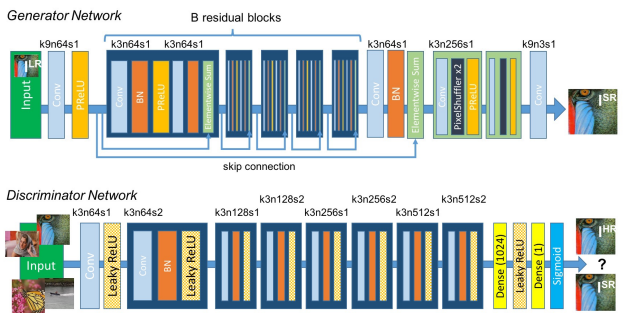 Generator Network
B residual blocks
k9n64s1
k3n64s1 k3n64s1
k3n64s1
k3n256s1
k9n3s1
I LR
Input
Conv
PReLU
Conv
BN
PReLU
Elementwise Sum
Conv
BN
Elementwise Sum
Conv
PixelShuffler x2
PReLU
Conv
I SR
skip connection
Discriminator Network
k3n128s2 k3n256s2 k3n512s2
k3n64s1 k3n64s2 k3n128s1 k3n256s1 k3n512s1
Input
Conv
Leaky ReLU
Conv
BN
Leaky ReLU
Dense (1024)
Leaky ReLU
Dense (1)
Sigmoid
I HR
?
I SR